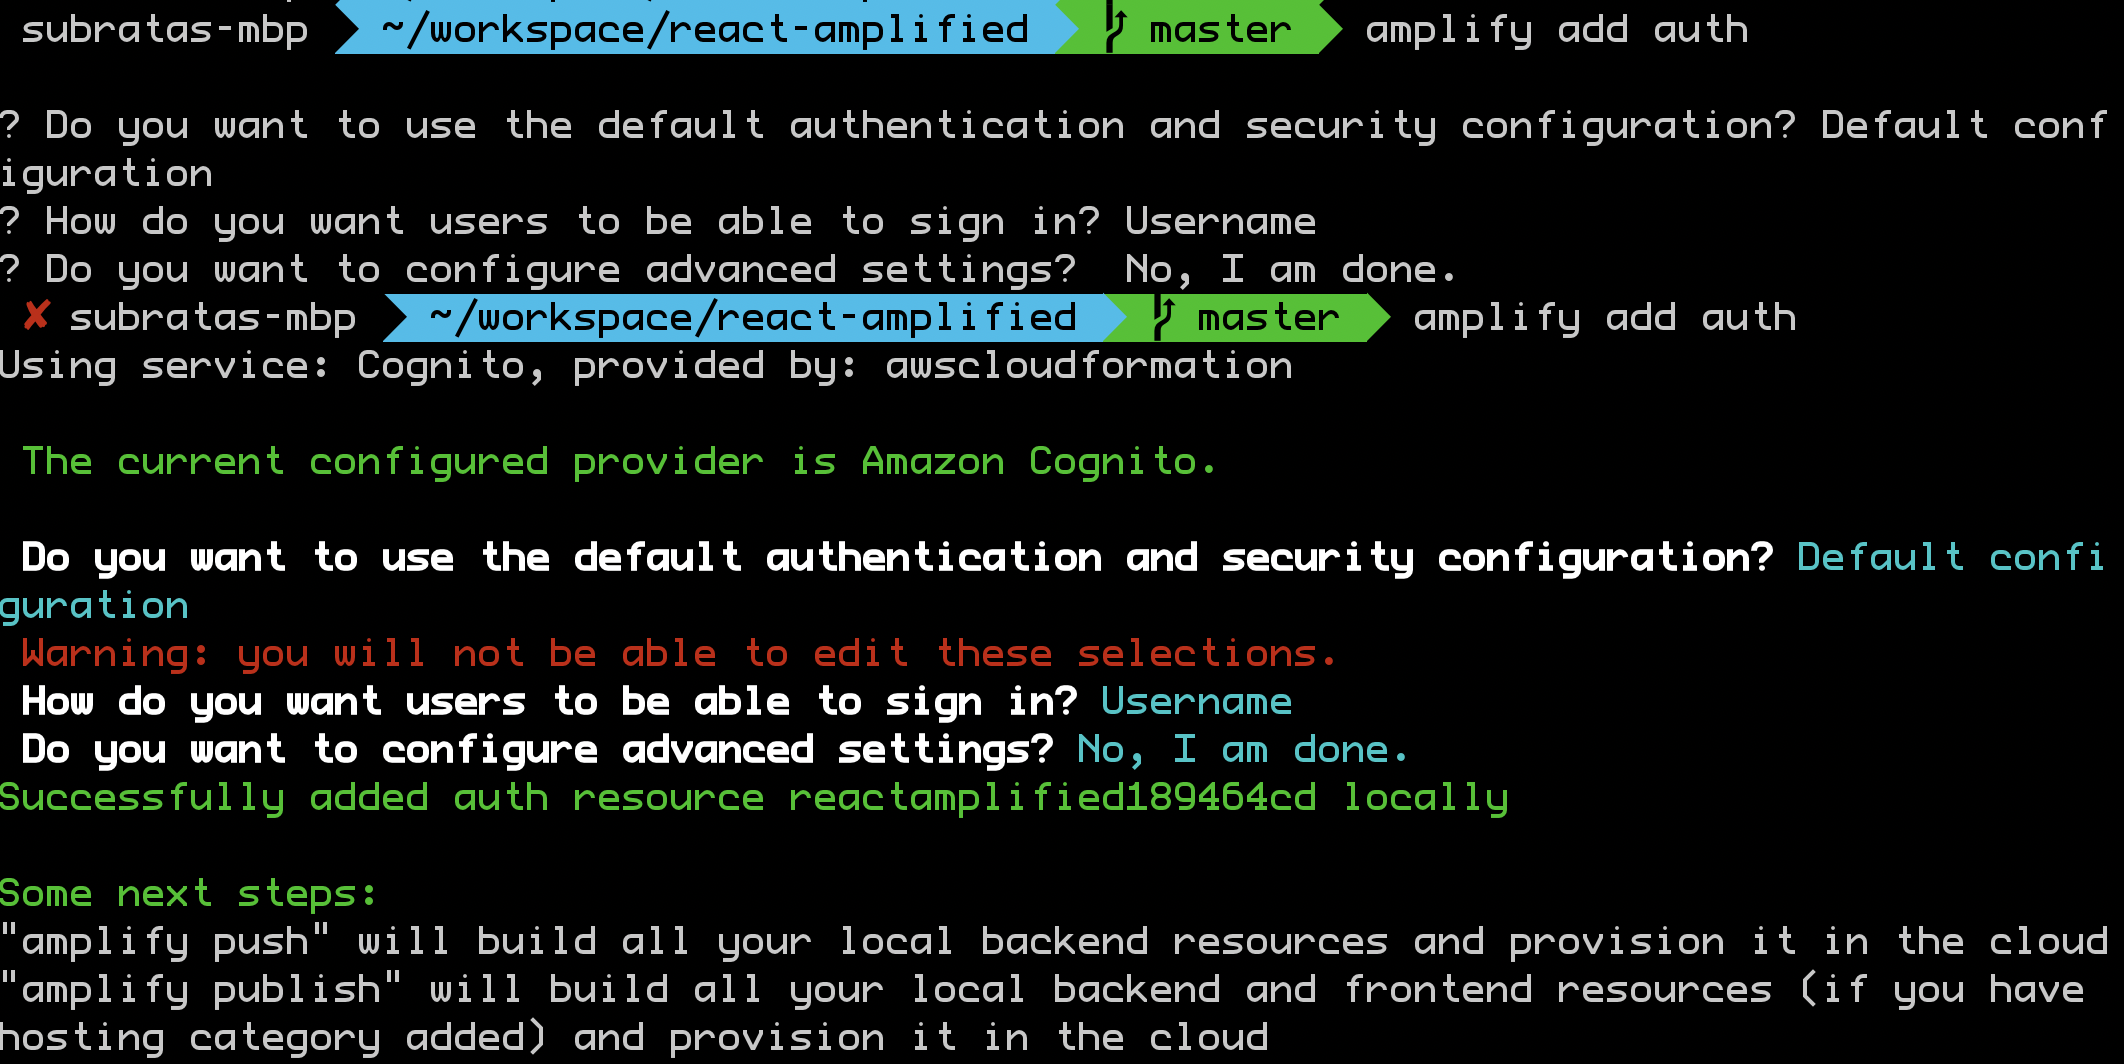 subratas-mbp ~/workspace/react-amplified master amplify add auth
? Do you want to use the default authentication and security configuration? Default conf
iguration
? How do you want users to be able to sign in? Username
? Do you want to configure advanced settings?  No, I am done.
✘ subratas-mbp ~/workspace/react-amplified master amplify add auth
Using service: Cognito, provided by: awscloudformation
The current configured provider is Amazon Cognito.
Do you want to use the default authentication and security configuration? Default confi
guration
Warning: you will not be able to edit these selections.
How do you want users to be able to sign in? Username
Do you want to configure advanced settings? No, I am done.
Successfully added auth resource reactamplified189464cd locally
Some next steps:
"amplify push" will build all your local backend resources and provision it in the cloud
"amplify publish" will build all your local backend and frontend resources (if you have
hosting category added) and provision it in the cloud